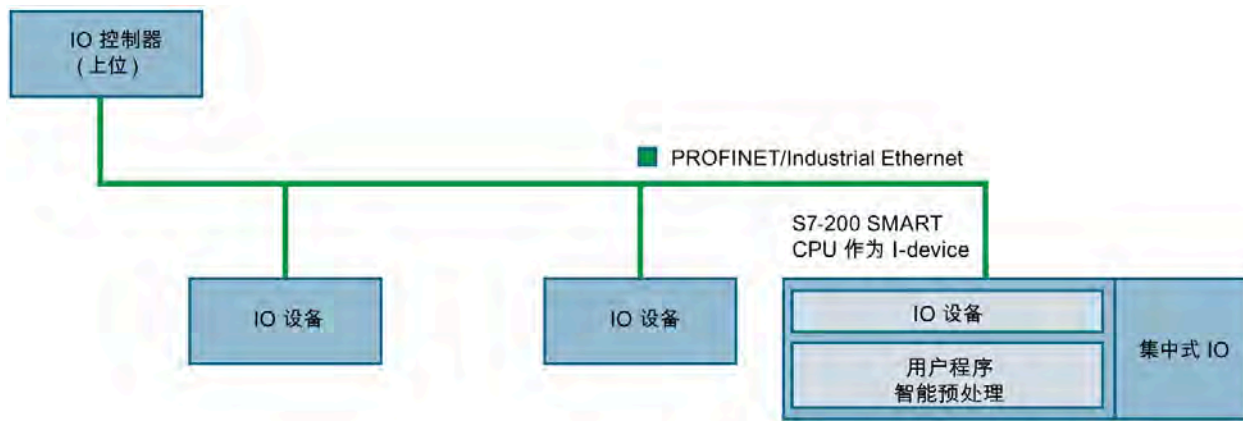 IO 控制器
(上位)
PROFINET/Industrial Ethernet
S7-200 SMART
CPU 作为 I-device
IO 设备
IO 设备
IO 设备
用户程序
智能预处理
集中式 IO